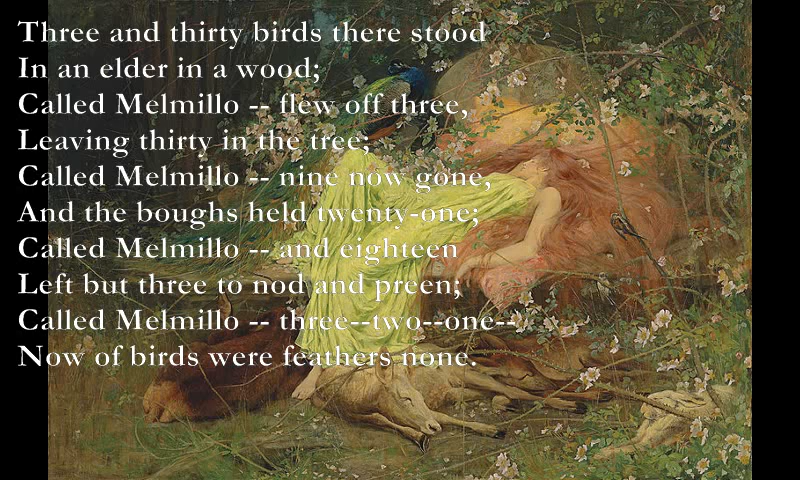 Three and thirty birds there stood
In an elder in a wood;
Called Melmillo -- flew off three,
Leaving thirty in the tree;
Called Melmillo -- nine now gone,
And the boughs held twenty-one;
Called Melmillo -- and eighteen
Left but three to nod and preen;
Called Melmillo -- three--two--one--
Now of birds were feathers none.